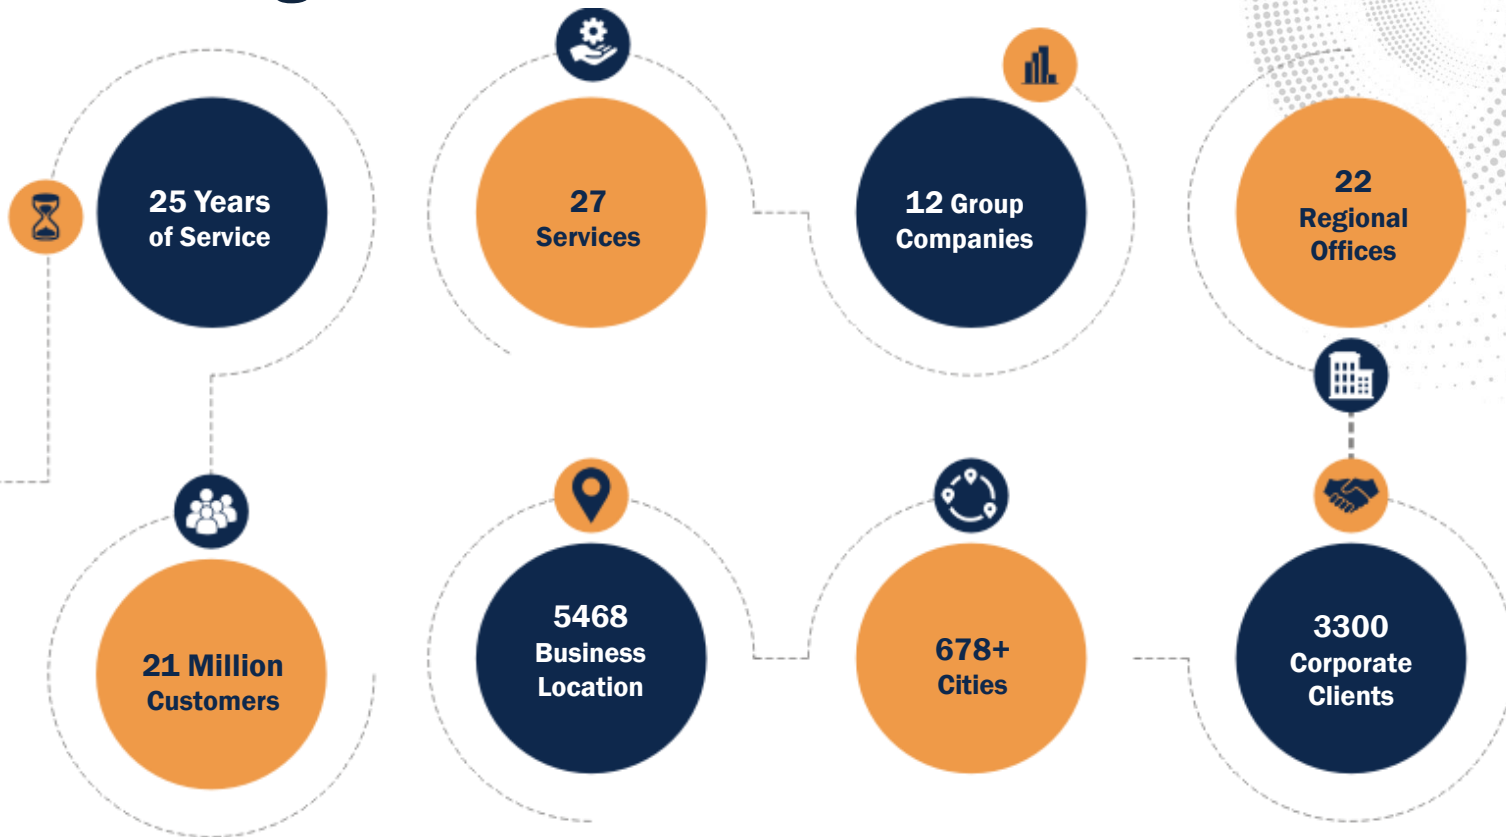 25 Years
of Service
27
Services
12 Group
Companies
22
Regional
Offices
21 Million
Customers
5468
Business
Location
678+
Cities
3300
Corporate
Clients